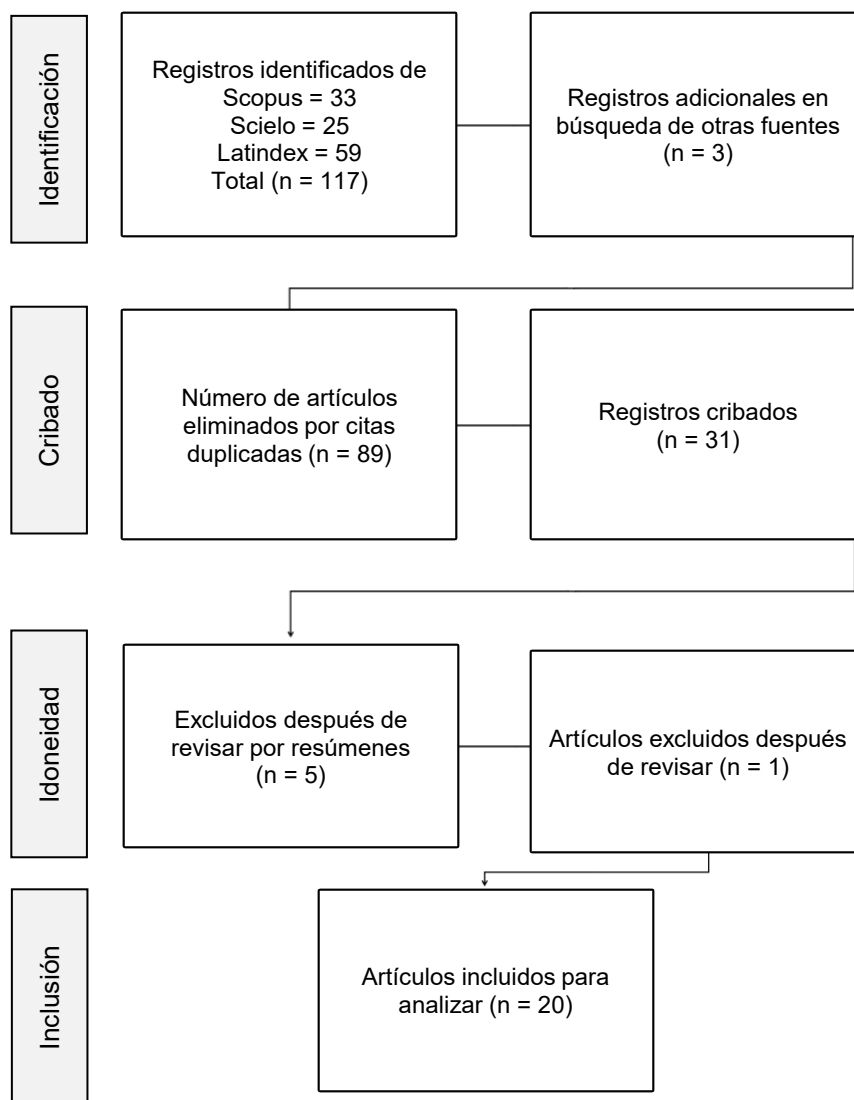 Identificación
Registros identificados de
Scopus = 33
Scielo = 25
Latindex = 59
Total (n = 117)
Registros adicionales en
búsqueda de otras fuentes
(n = 3)
Cribado
Número de artículos
eliminados por citas
duplicadas (n = 89)
Registros cribados
(n = 31)
Idoneidad
Excluidos después de
revisar por resúmenes
(n = 5)
Artículos excluidos después
de revisar (n = 1)
Inclusión
Artículos incluidos para
analizar (n = 20)